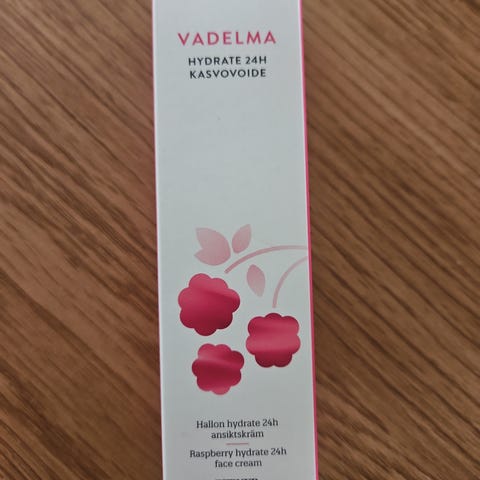 VADELMA
HYDRATE 24H
KASVOVOIDE
Hallon hydrate 24h
ansiktskräm
Raspberry hydrate 24h
face cream